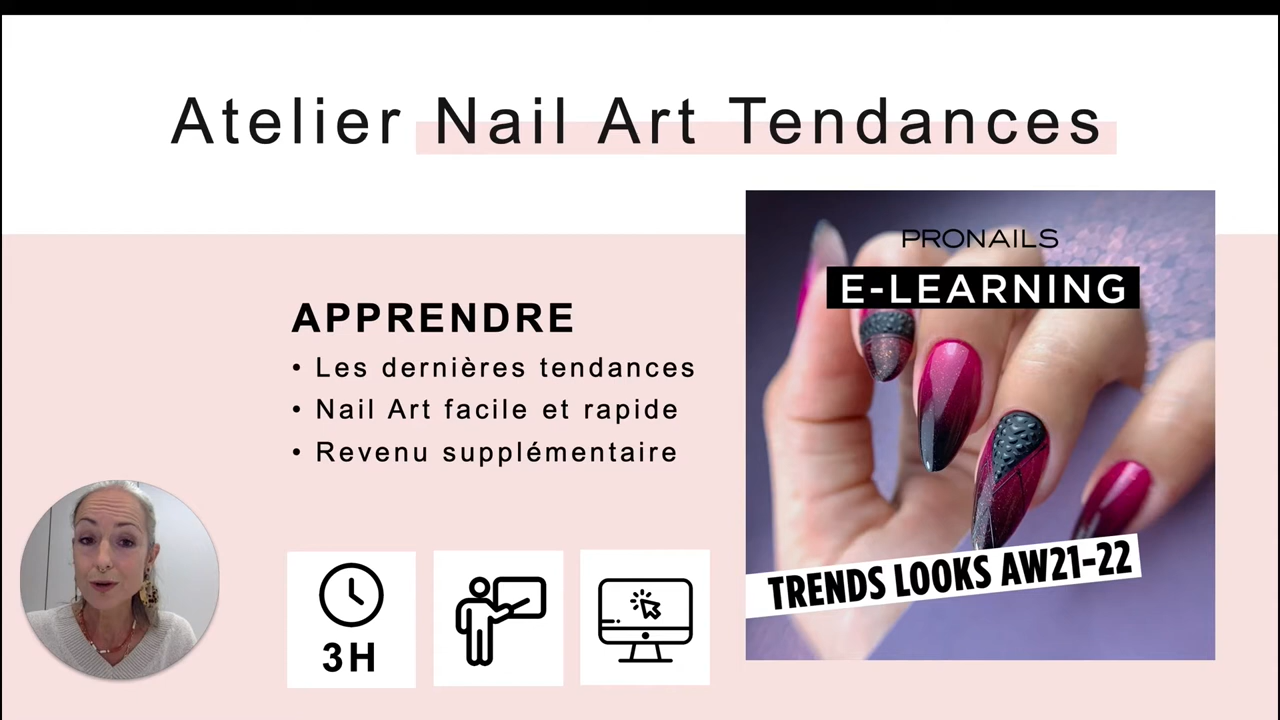 Atelier Nail Art Tendances
APPRENDRE
• Les dernières tendances
• Nail Art facile et rapide
• Revenu supplémentaire
3H
PRONAILS
E-LEARNING
TRENDS LOOKS AW21-22